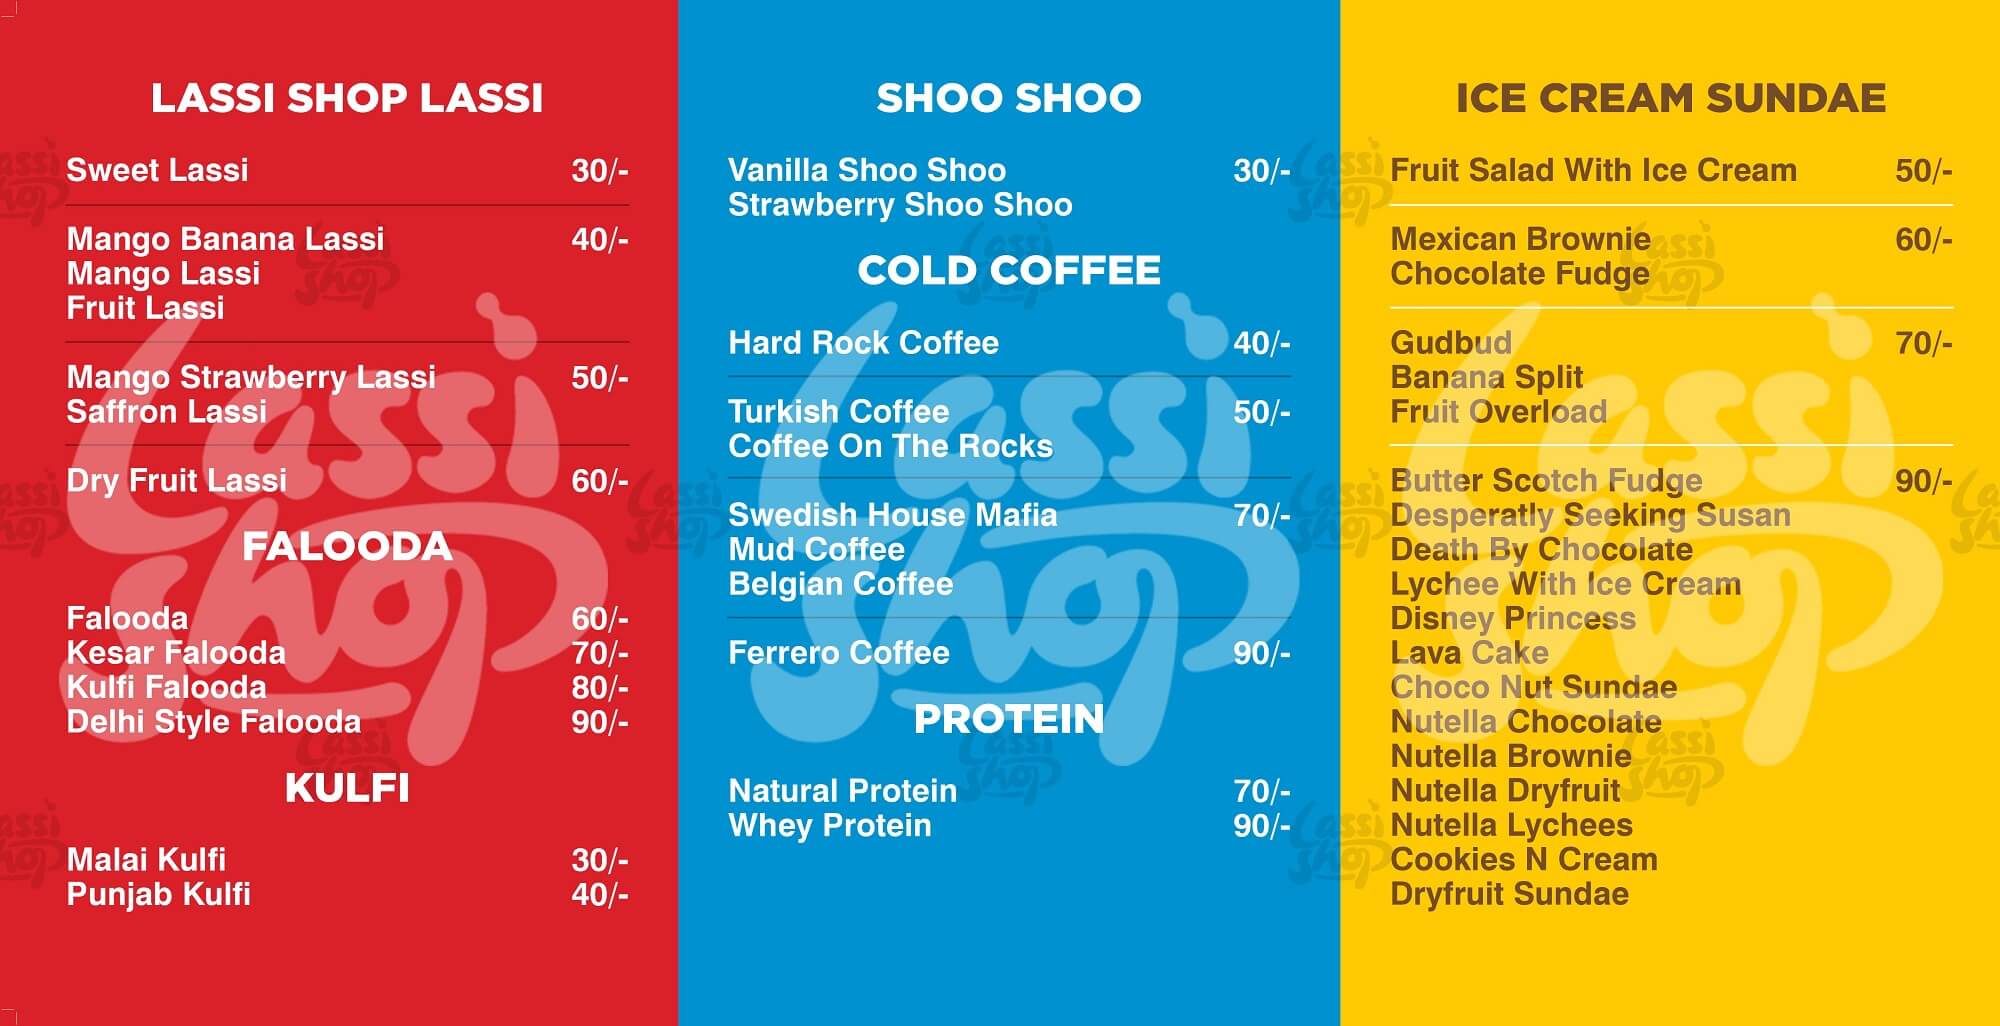 LASSI SHOP LASSI
Sweet Lassi 30/-
Mango Banana Lassi 40/-
Mango Lassi
Fruit Lassi
Mango Strawberry Lassi 50/-
Saffron Lassi
Dry Fruit Lassi 60/-
FALOODA
Falooda 60/-
Kesar Falooda 70/-
Kulfi Falooda 80/-
Delhi Style Falooda 90/-
KULFI
Malai Kulfi 30/-
Punjab Kulfi 40/-
SHOO SHOO
Vanilla Shoo Shoo 30/-
Strawberry Shoo Shoo
COLD COFFEE
Hard Rock Coffee 40/-
Turkish Coffee 50/-
Coffee On The Rocks
Swedish House Mafia 70/-
Mud Coffee
Belgian Coffee
Ferrero Coffee 90/-
PROTEIN
Natural Protein 70/-
Whey Protein 90/-
ICE CREAM SUNDAE
Fruit Salad With Ice Cream 50/-
Mexican Brownie 60/-
Chocolate Fudge
Gudbud 70/-
Banana Split
Fruit Overload
Butter Scotch Fudge 90/-
Desperatly Seeking Susan
Death By Chocolate
Lychee With Ice Cream
Disney Princess
Lava Cake
Choco Nut Sundae
Nutella Chocolate
Nutella Brownie
Nutella Dryfruit
Nutella Lychees
Cookies N Cream
Dryfruit Sundae
Lassi
Shop
Lassi
Shop
Lassi
Shop